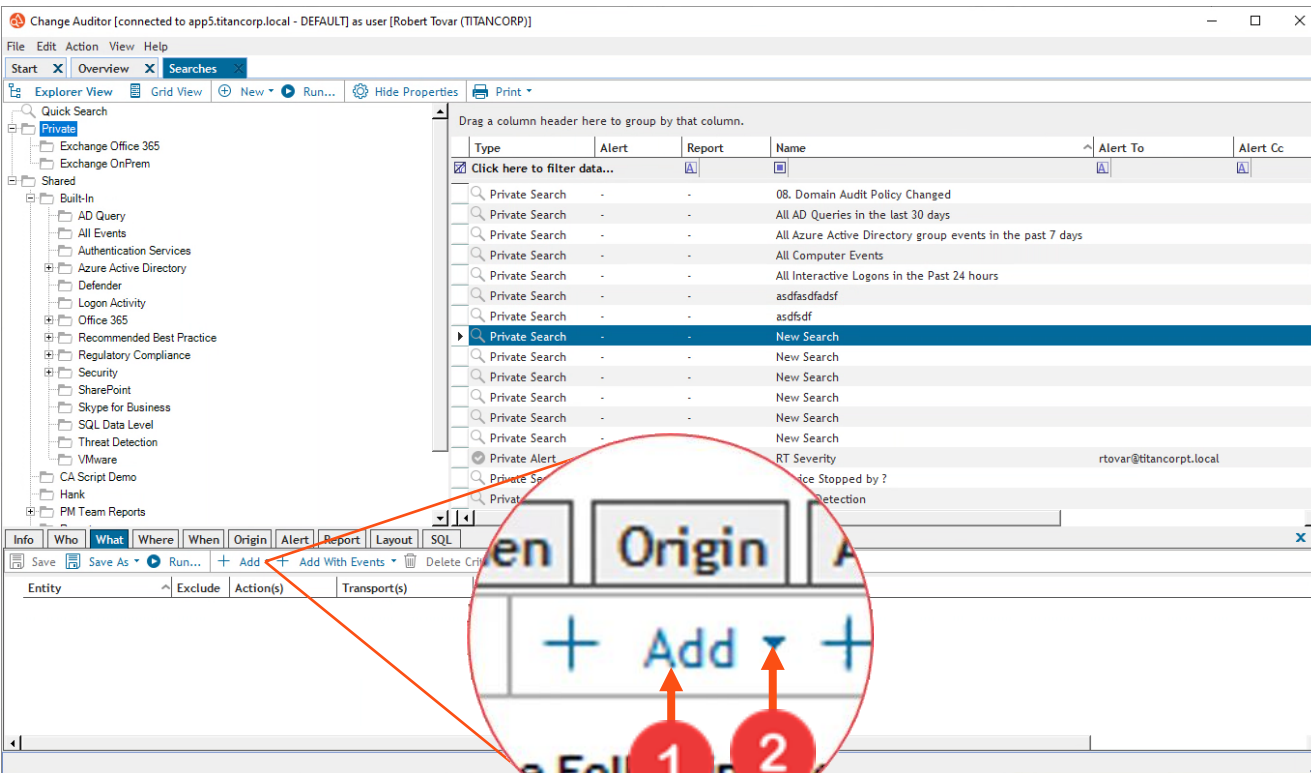 Change Auditor [connected to app5.titancorp.local - DEFAULT] as user [Robert Tovar (TITANCORP)]
File Edit Action View Help
Start X Overview X Searches X
Explorer View Grid View New Run... Hide Properties Print
Quick Search
Private
Exchange Office 365
Exchange OnPrem
Shared
Built-In
AD Query
All Events
Authentication Services
Azure Active Directory
Defender
Logon Activity
Office 365
Recommended Best Practice
Regulatory Compliance
Security
SharePoint
Skype for Business
SQL Data Level
Threat Detection
VMware
CA Script Demo
Hank
PM Team Reports
Drag a column header here to group by that column.
Type Alert Report Name Alert To Alert Cc
Click here to filter data... A A A
Private Search - - 08. Domain Audit Policy Changed
Private Search - - All AD Queries in the last 30 days
Private Search - - All Azure Active Directory group events in the past 7 days
Private Search - - All Computer Events
Private Search - - All Interactive Logons in the Past 24 hours
Private Search - - asdfasdfadsf
Private Search - - asdfsdf
Private Search - - New Search
Private Search - - New Search
Private Search - - New Search
Private Search - - New Search
Private Search - - New Search
Private Search - New Search
Private Alert RT Severity rtovar@titancorpt.local
Private Se ice Stopped by ?
Privat Detection
Info Who What Where When Origin Alert Report Layout SQL X
Save Save As Run... + Add + Add With Events Delete Cri
Entity Exclude Action(s) Transport(s)
en Origin A
+ Add +
1 2